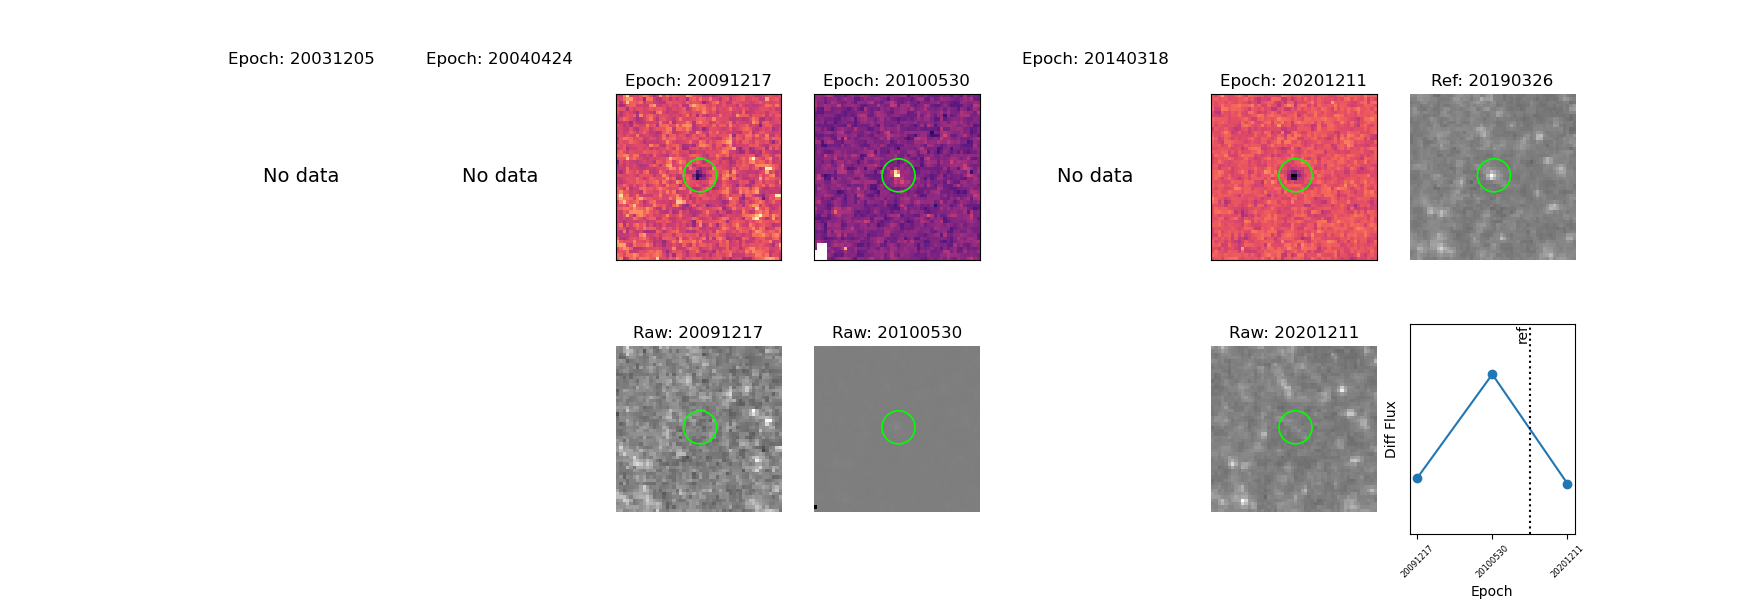 Epoch: 20031205
Epoch: 20040424
Epoch: 20091217
Epoch: 20100530
Epoch: 20140318
Epoch: 20201211
Ref: 20190326
No data
No data
No data
Raw: 20091217
Raw: 20100530
Raw: 20201211
ref
Diff Flux
20091217
20100530
20201211
Epoch